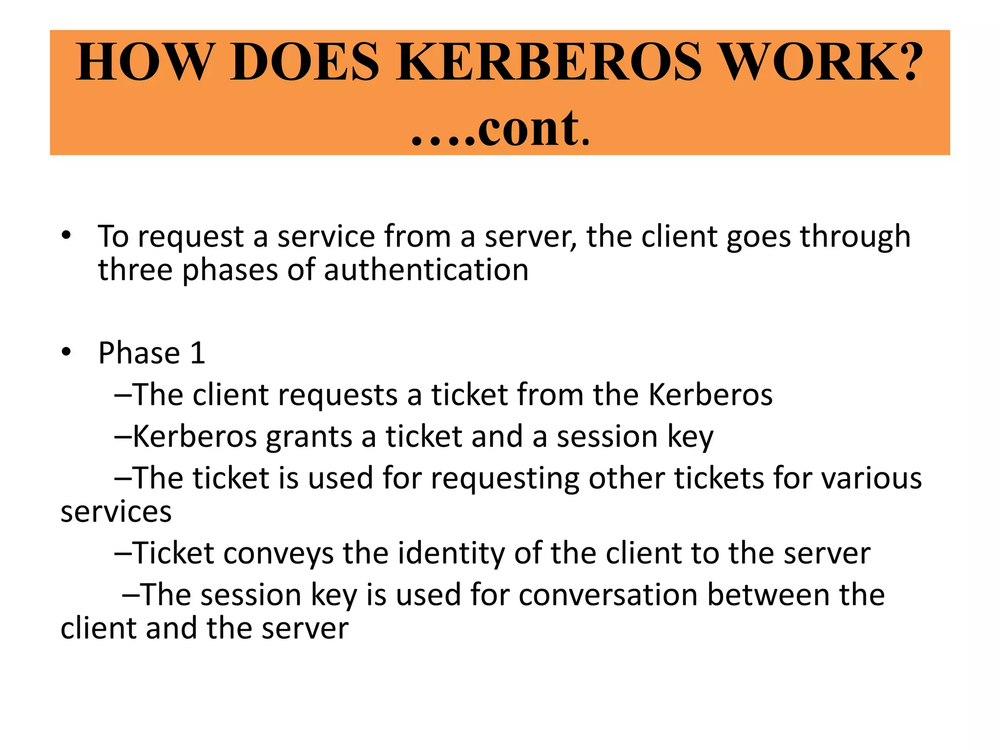 HOW DOES KERBEROS WORK?
….cont.
• To request a service from a server, the client goes through
three phases of authentication
• Phase 1
–The client requests a ticket from the Kerberos
–Kerberos grants a ticket and a session key
–The ticket is used for requesting other tickets for various
services
–Ticket conveys the identity of the client to the server
–The session key is used for conversation between the
client and the server